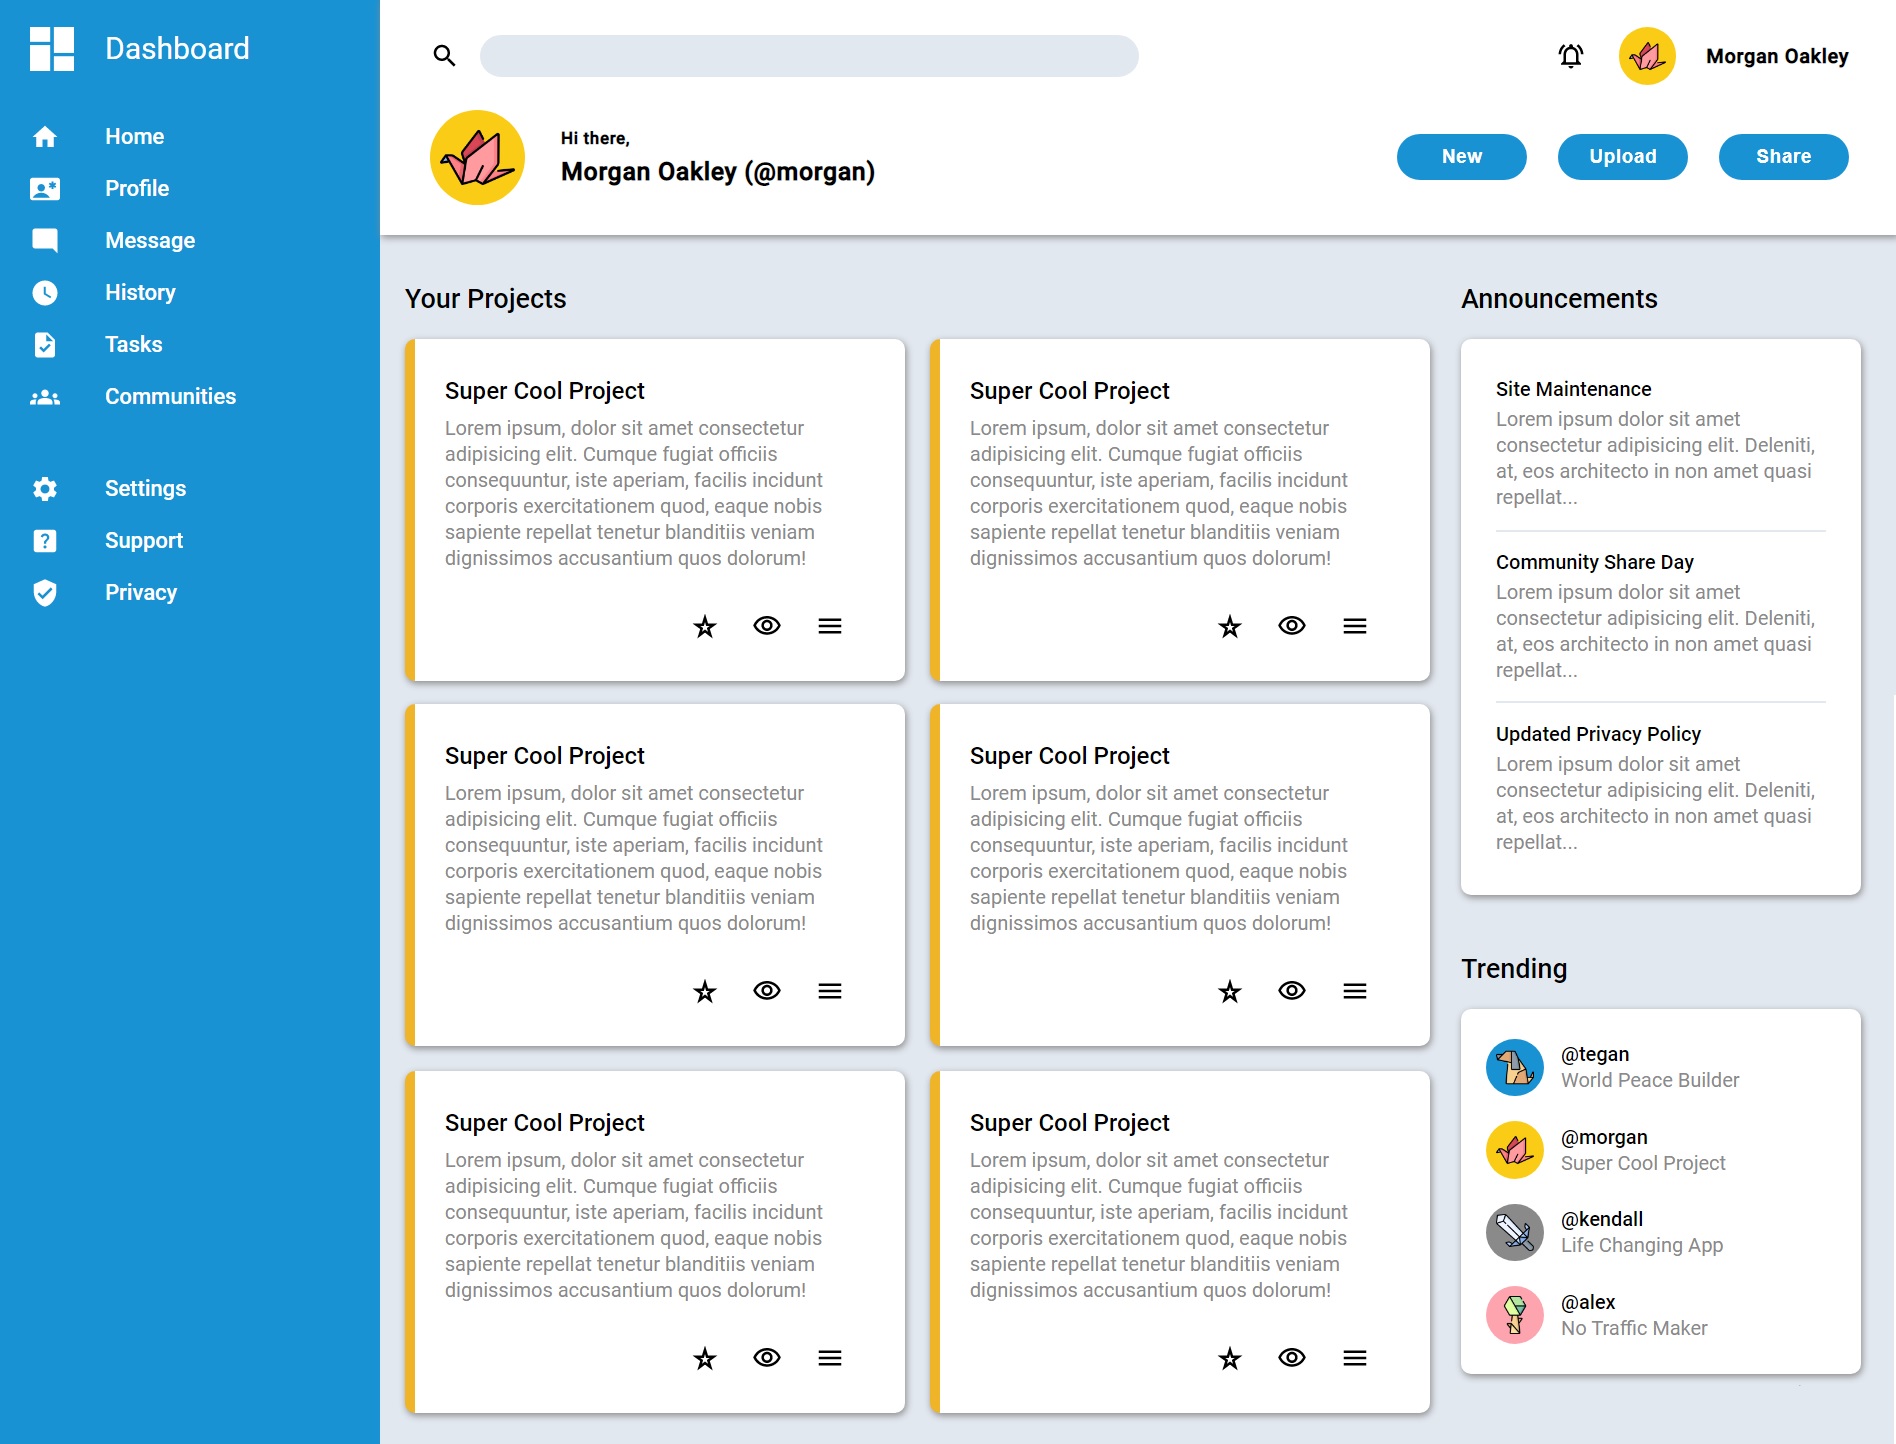 Dashboard
Home
Profile
Message
History
Tasks
Communities
Settings
Support
Privacy
Morgan Oakley
Hi there,
Morgan Oakley (@morgan)
New
Upload
Share
Your Projects
Super Cool Project
Lorem ipsum, dolor sit amet consectetur
adipisicing elit. Cumque fugiat officiis
consequuntur, iste aperiam, facilis incidunt
corporis exercitationem quod, eaque nobis
sapiente repellat tenetur blanditiis veniam
dignissimos accusantium quos dolorum!
Super Cool Project
Lorem ipsum, dolor sit amet consectetur
adipisicing elit. Cumque fugiat officiis
consequuntur, iste aperiam, facilis incidunt
corporis exercitationem quod, eaque nobis
sapiente repellat tenetur blanditiis veniam
dignissimos accusantium quos dolorum!
Super Cool Project
Lorem ipsum, dolor sit amet consectetur
adipisicing elit. Cumque fugiat officiis
consequuntur, iste aperiam, facilis incidunt
corporis exercitationem quod, eaque nobis
sapiente repellat tenetur blanditiis veniam
dignissimos accusantium quos dolorum!
Super Cool Project
Lorem ipsum, dolor sit amet consectetur
adipisicing elit. Cumque fugiat officiis
consequuntur, iste aperiam, facilis incidunt
corporis exercitationem quod, eaque nobis
sapiente repellat tenetur blanditiis veniam
dignissimos accusantium quos dolorum!
Super Cool Project
Lorem ipsum, dolor sit amet consectetur
adipisicing elit. Cumque fugiat officiis
consequuntur, iste aperiam, facilis incidunt
corporis exercitationem quod, eaque nobis
sapiente repellat tenetur blanditiis veniam
dignissimos accusantium quos dolorum!
Super Cool Project
Lorem ipsum, dolor sit amet consectetur
adipisicing elit. Cumque fugiat officiis
consequuntur, iste aperiam, facilis incidunt
corporis exercitationem quod, eaque nobis
sapiente repellat tenetur blanditiis veniam
dignissimos accusantium quos dolorum!
Announcements
Site Maintenance
Lorem ipsum dolor sit amet
consectetur adipisicing elit. Deleniti,
at, eos architecto in non amet quasi
repellat...
Community Share Day
Lorem ipsum dolor sit amet
consectetur adipisicing elit. Deleniti,
at, eos architecto in non amet quasi
repellat...
Updated Privacy Policy
Lorem ipsum dolor sit amet
consectetur adipisicing elit. Deleniti,
at, eos architecto in non amet quasi
repellat...
Trending
@tegan
World Peace Builder
@morgan
Super Cool Project
@kendall
Life Changing App
@alex
No Traffic Maker